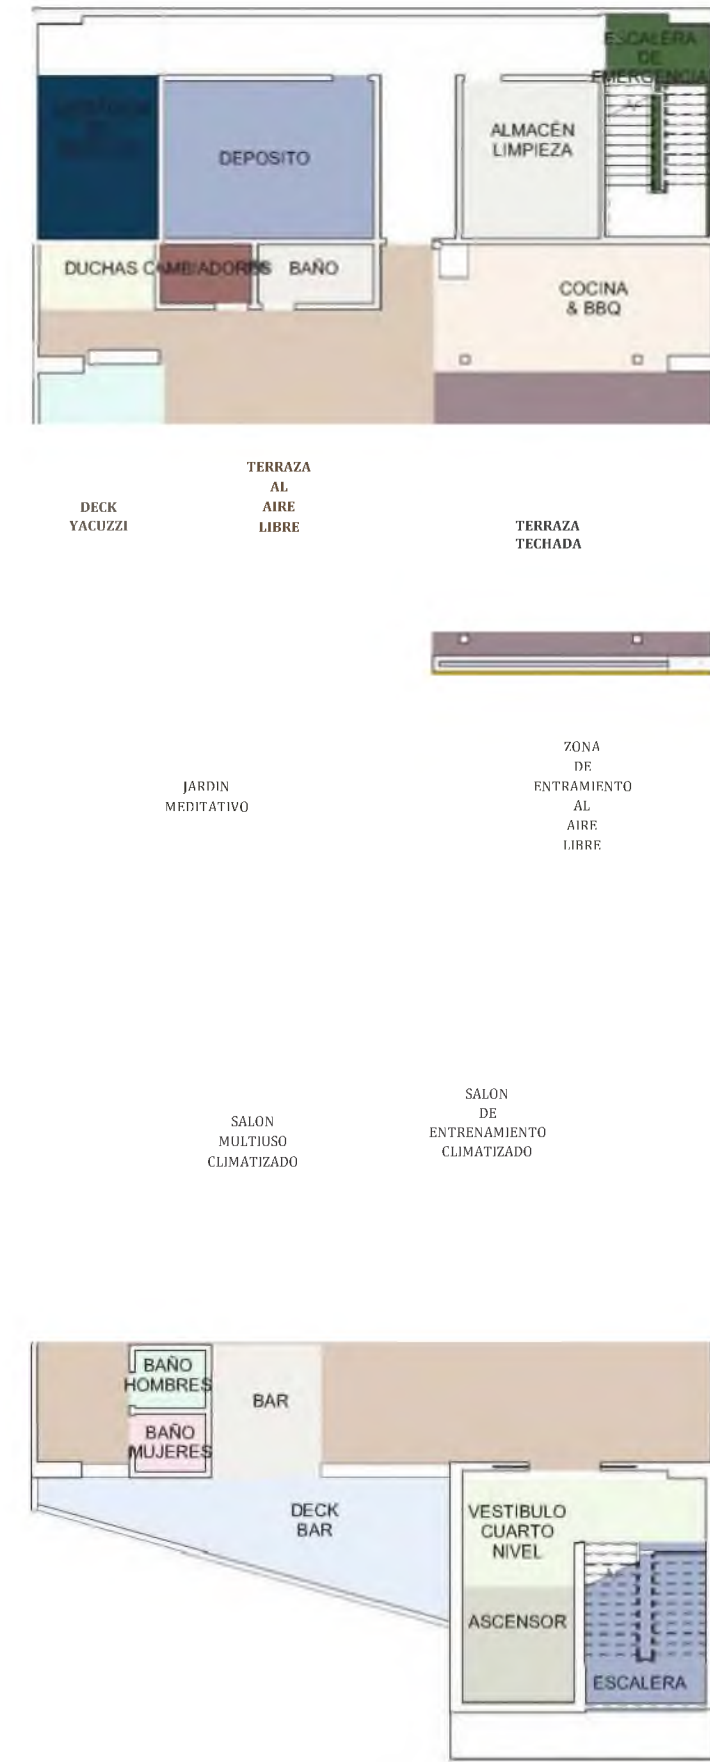 ESCALERA
DE
EMERGENCIA
DEPOSITO
ALMACÉN
LIMPIEZA
DUCHAS CAMBIADORES BAÑO
COCINA
& BBQ
TERRAZA
AL
AIRE
LIBRE
DECK
YACUZZI
TERRAZA
TECHADA
ZONA
DE
ENTRAMIENTO
AL
AIRE
LIBRE
JARDIN
MEDITATIVO
SALON
DE
ENTRENAMIENTO
CLIMATIZADO
SALON
MULTIUSO
CLIMATIZADO
BAÑO
HOMBRES
BAR
BAÑO
MUJERES
DECK
BAR
VESTIBULO
CUARTO
NIVEL
ASCENSOR
ESCALERA